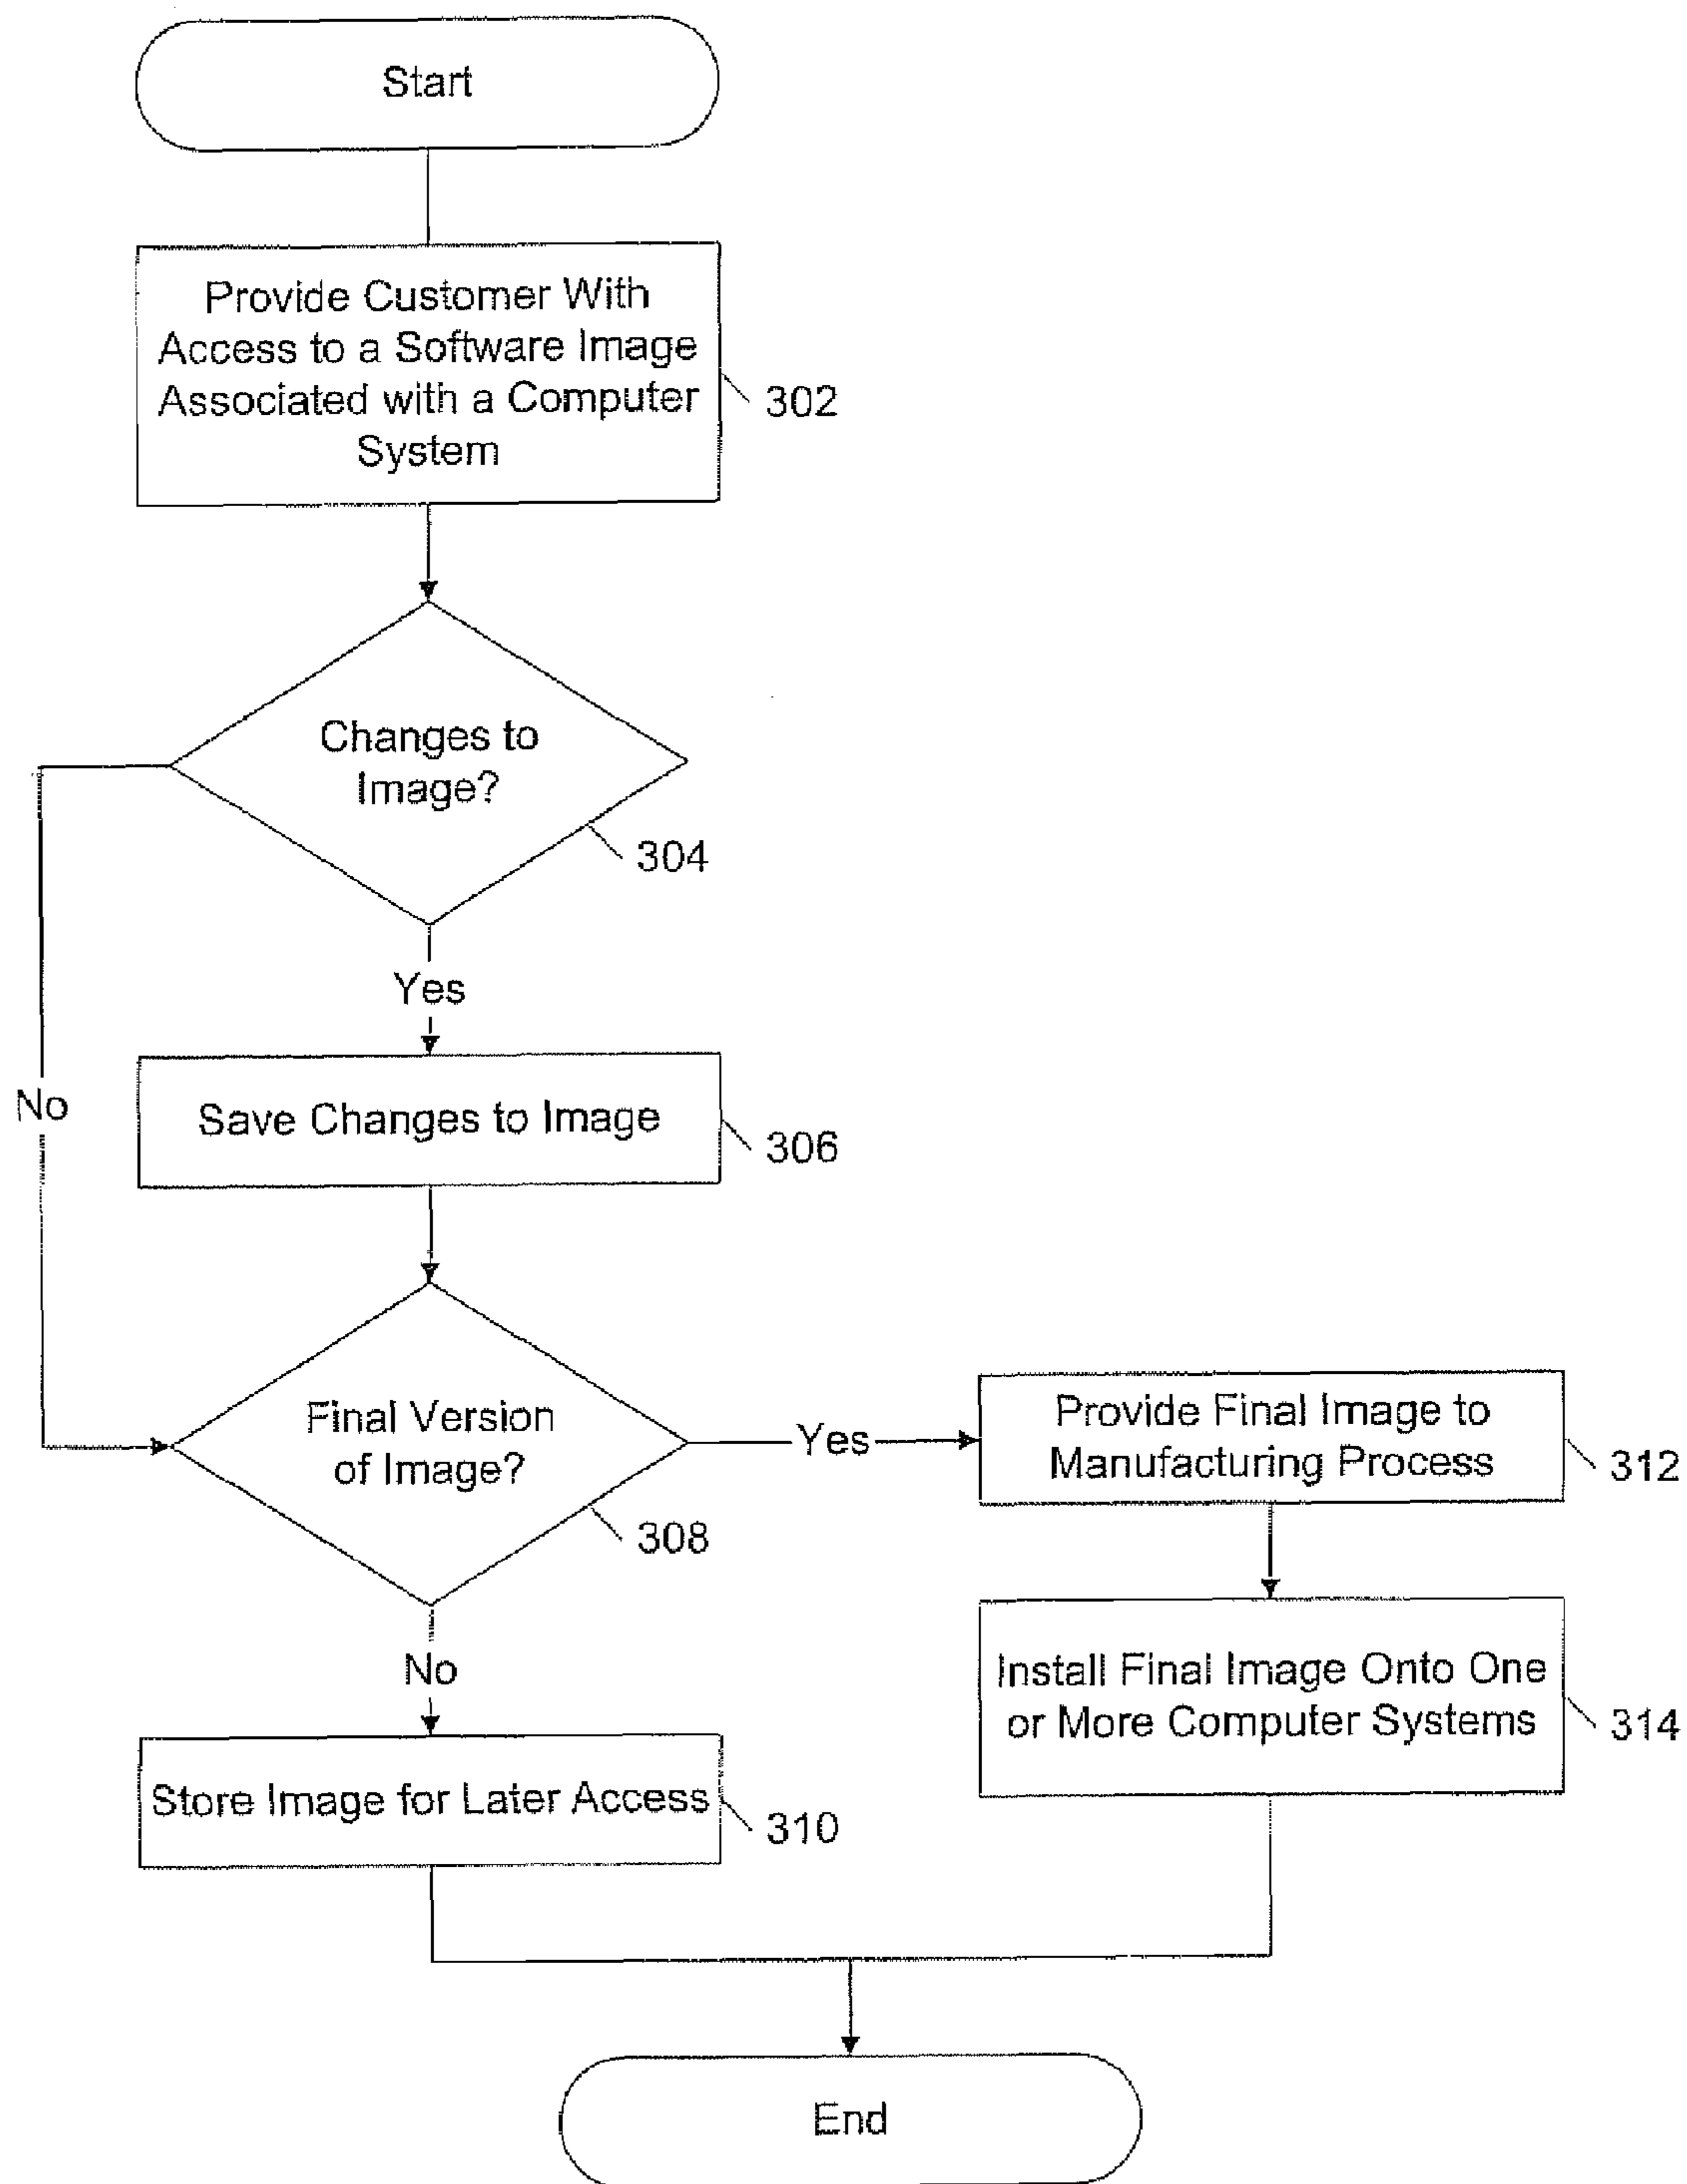 Start
Provide Customer With
Access to a Software Image
Associated with a Computer
System
302
Changes to
Image?
304
Yes
No
Save Changes to Image
306
Final Version
of Image?
308
Yes
Provide Final Image to
Manufacturing Process
312
No
Install Final Image Onto One
or More Computer Systems
314
Store Image for Later Access
310
End